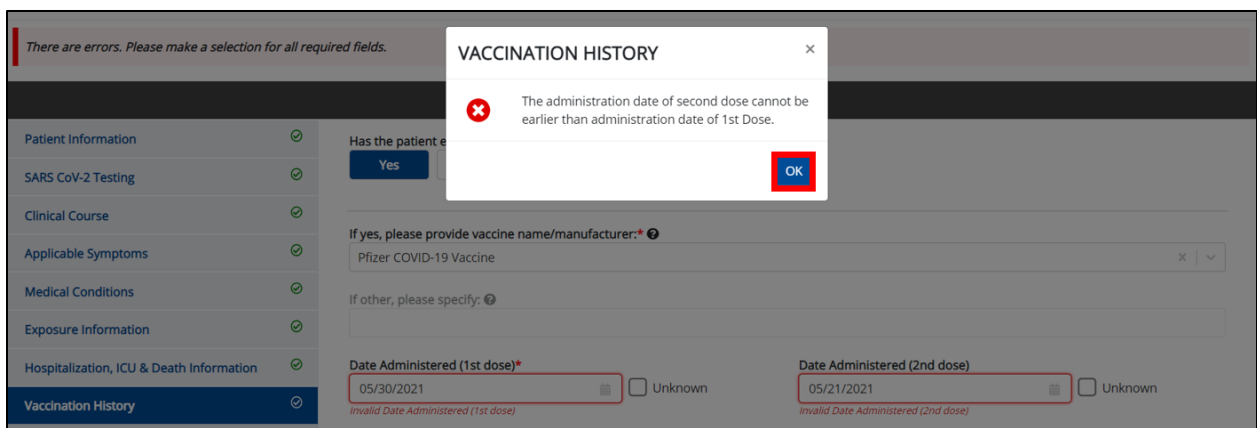 There are errors. Please make a selection for all required fields.
VACCINATION HISTORY
×
The administration date of second dose cannot be
earlier than administration date of 1st Dose.
OK
Patient Information
SARS CoV-2 Testing
Clinical Course
Applicable Symptoms
Medical Conditions
Exposure Information
Hospitalization, ICU & Death Information
Vaccination History
Has the patient e
Yes
If yes, please provide vaccine name/manufacturer:*
Pfizer COVID-19 Vaccine
If other, please specify:
Date Administered (1st dose)*
05/30/2021
Unknown
Invalid Date Administered (1st dose)
Date Administered (2nd dose)
05/21/2021
Unknown
Invalid Date Administered (2nd dose)